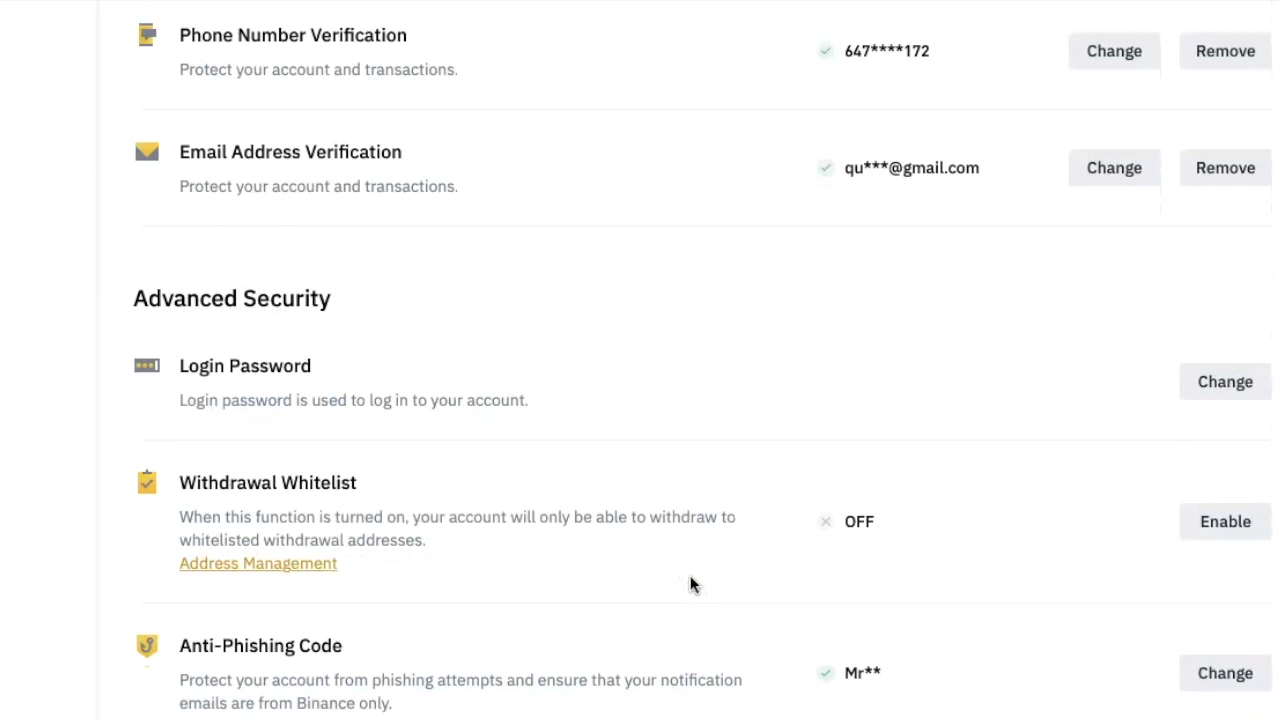 Phone Number Verification
Protect your account and transactions.
647****172
Change
Remove
Email Address Verification
Protect your account and transactions.
qu***@gmail.com
Change
Remove
Advanced Security
Login Password
Login password is used to log in to your account.
Change
Withdrawal Whitelist
When this function is turned on, your account will only be able to withdraw to
whitelisted withdrawal addresses.
Address Management
OFF
Enable
Anti-Phishing Code
Protect your account from phishing attempts and ensure that your notification
emails are from Binance only.
Mr**
Change